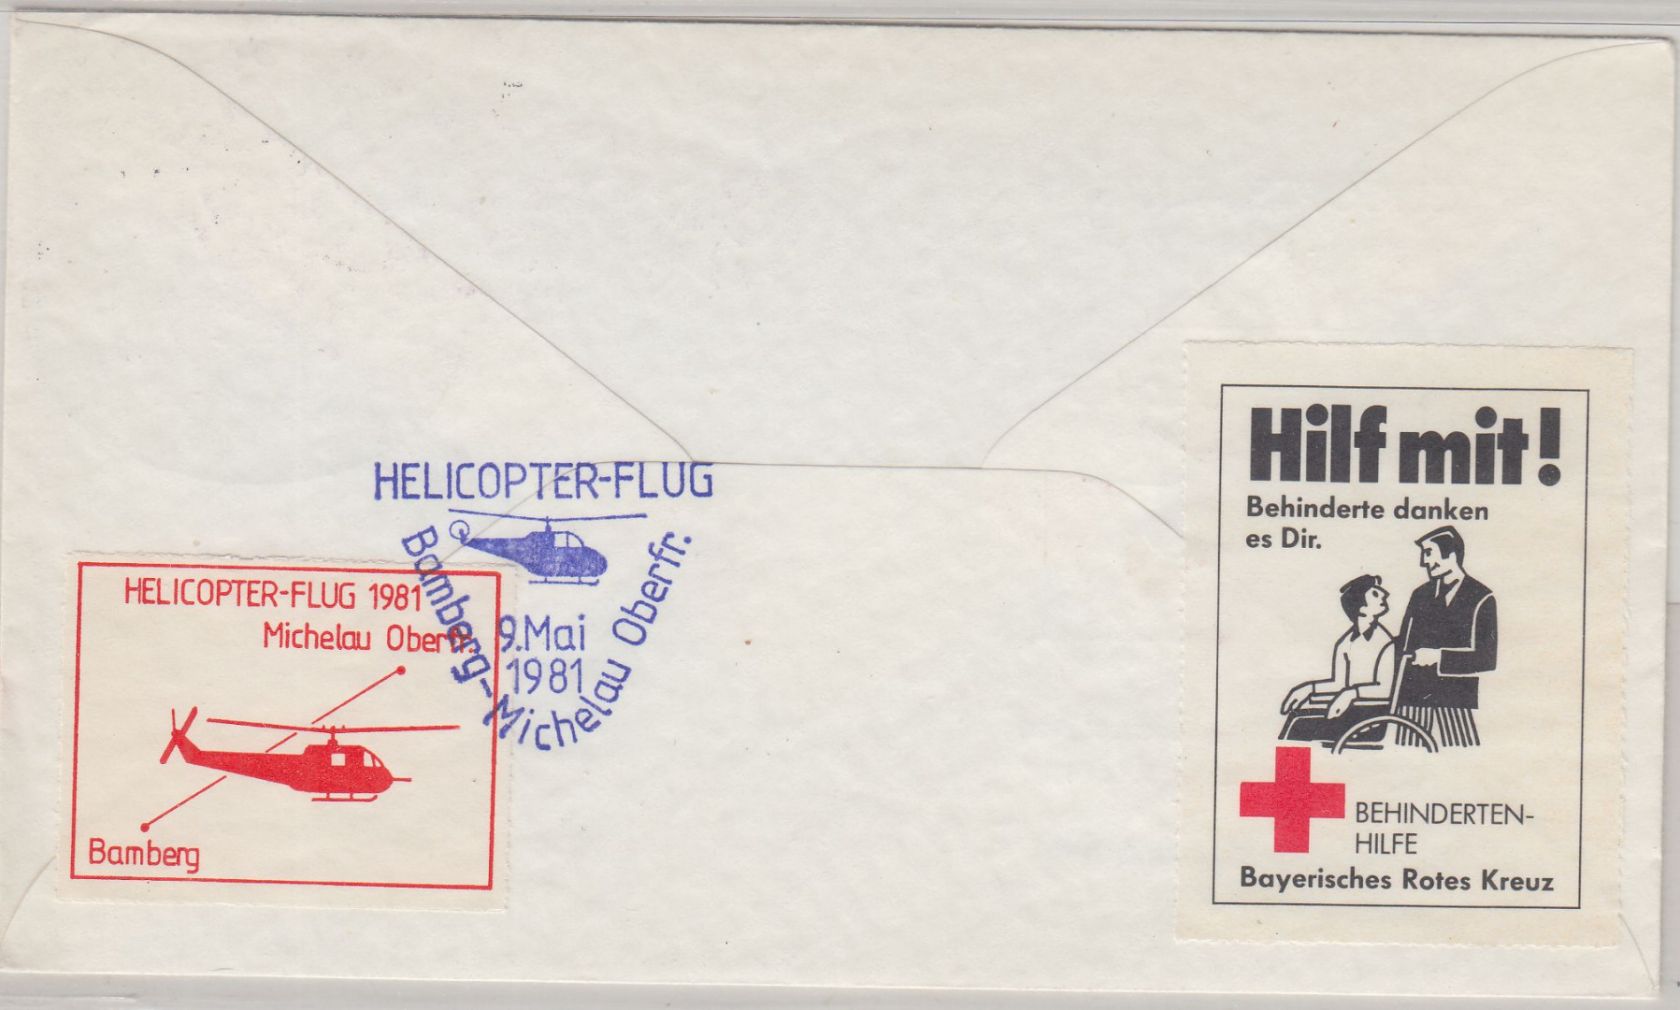 HELICOPTER-FLUG
Bamberg-Michelau Oberfr.
9.Mai
1981
HELICOPTER-FLUG 1981
Michelau Oberfr.
Bamberg
Hilf mit!
Behinderte danken
es Dir.
BEHINDERTEN-
HILFE
Bayerisches Rotes Kreuz